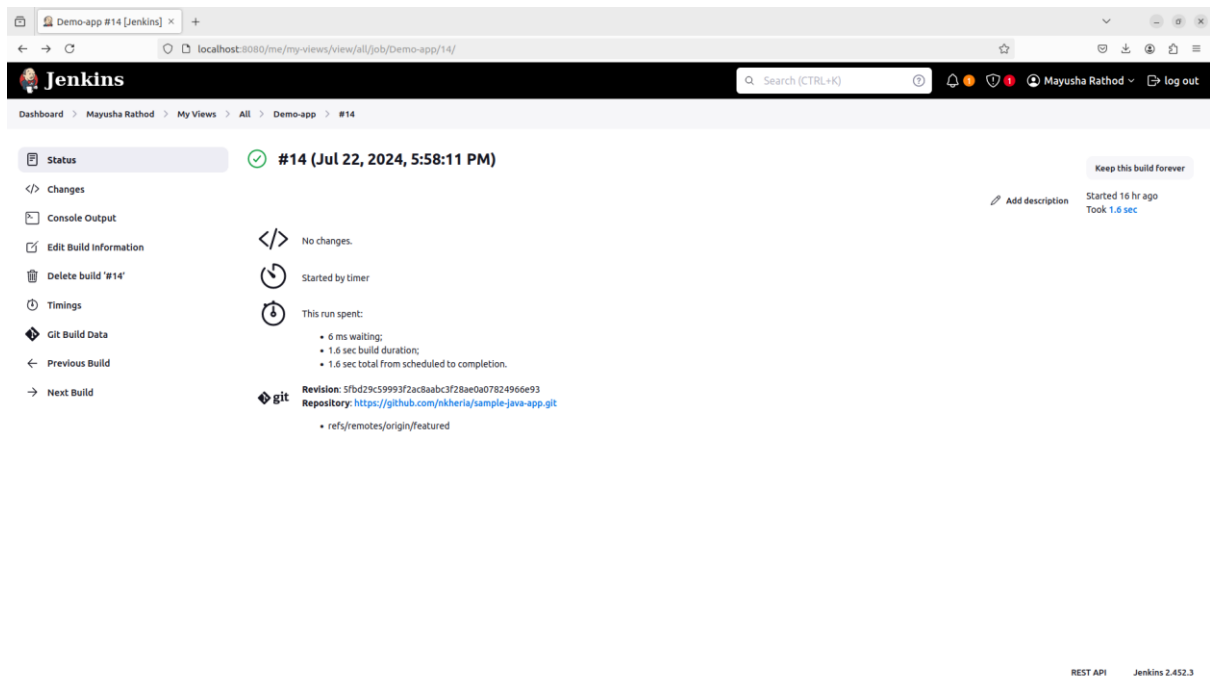 Demo-app #14 [Jenkins]
localhost:8080/me/my-views/view/all/job/Demo-app/14/
Jenkins
Search (CTRL+K)
1
1
Mayusha Rathod
log out
Dashboard > Mayusha Rathod > My Views > All > Demo-app > #14
Status
Changes
Console Output
Edit Build Information
Delete build '#14'
Timings
Git Build Data
Previous Build
Next Build
#14 (Jul 22, 2024, 5:58:11 PM)
Keep this build forever
Add description
Started 16 hr ago
Took 1.6 sec
No changes.
Started by timer
This run spent:
• 6 ms waiting;
• 1.6 sec build duration;
• 1.6 sec total from scheduled to completion.
git
Revision: 5fbd29c59993f2ac8aabc3f28ae0a07824966e93
Repository: https://github.com/nkheria/sample-java-app.git
• refs/remotes/origin/featured
REST API
Jenkins 2.452.3